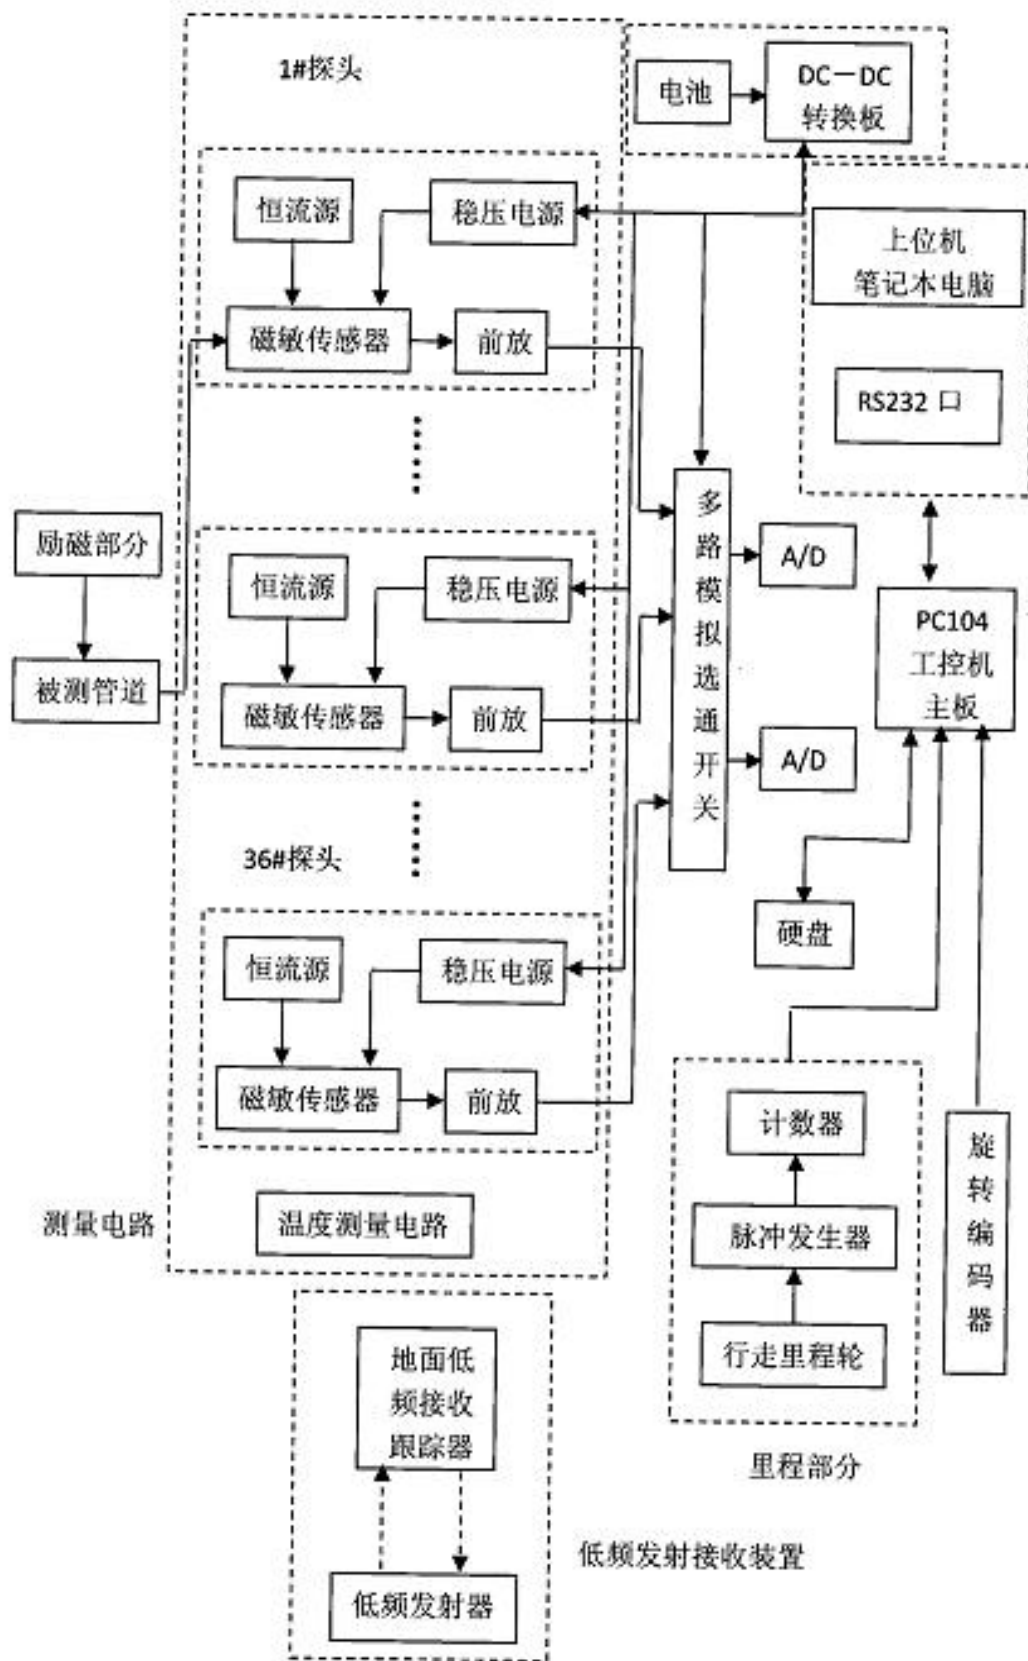 1#探头
电池
DC－DC
转换板
恒流源
稳压电源
磁敏传感器
前放
上位机
笔记本电脑
RS232 口
励磁部分
被测管道
恒流源
稳压电源
磁敏传感器
前放
多路模拟选通开关
A/D
A/D
PC104
工控机
主板
硬盘
36#探头
恒流源
稳压电源
磁敏传感器
前放
测量电路
温度测量电路
计数器
脉冲发生器
行走里程轮
里程部分
旋转编码器
地面低
频接收
跟踪器
低频发射器
低频发射接收装置